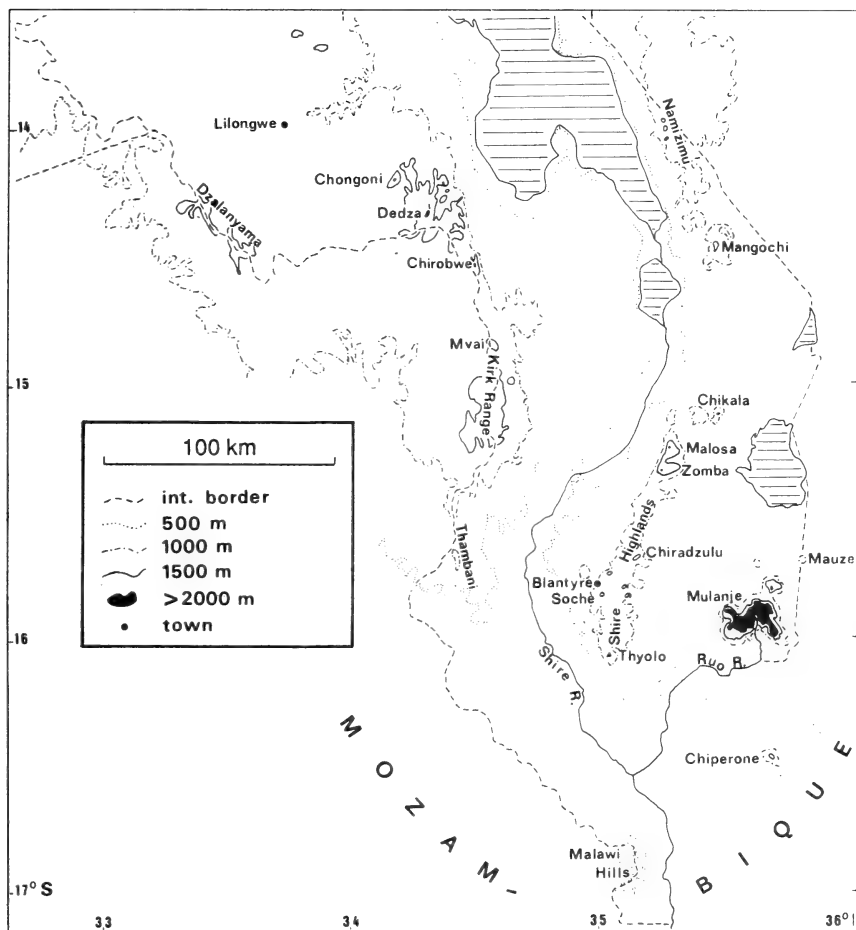 14
Lilongwe
Namizimu
Chongoni
Dzalanyama
Dedza
Mangochi
Chirobwe
Mvai
Kirk Range
15
Chikala
Malosa
Zomba
100 km
int. border
500 m
1000 m
1500 m
>2000 m
town
Thambani
Highlands
Chiradzulu
Mauze
Blantyre
Soche
Mulanje
Shire
16
Thyolo
Ruo R.
Shire R.
Chiperone
MOZAM-
BIQUE
Malawi
Hills
17° S
33
34
35
36°